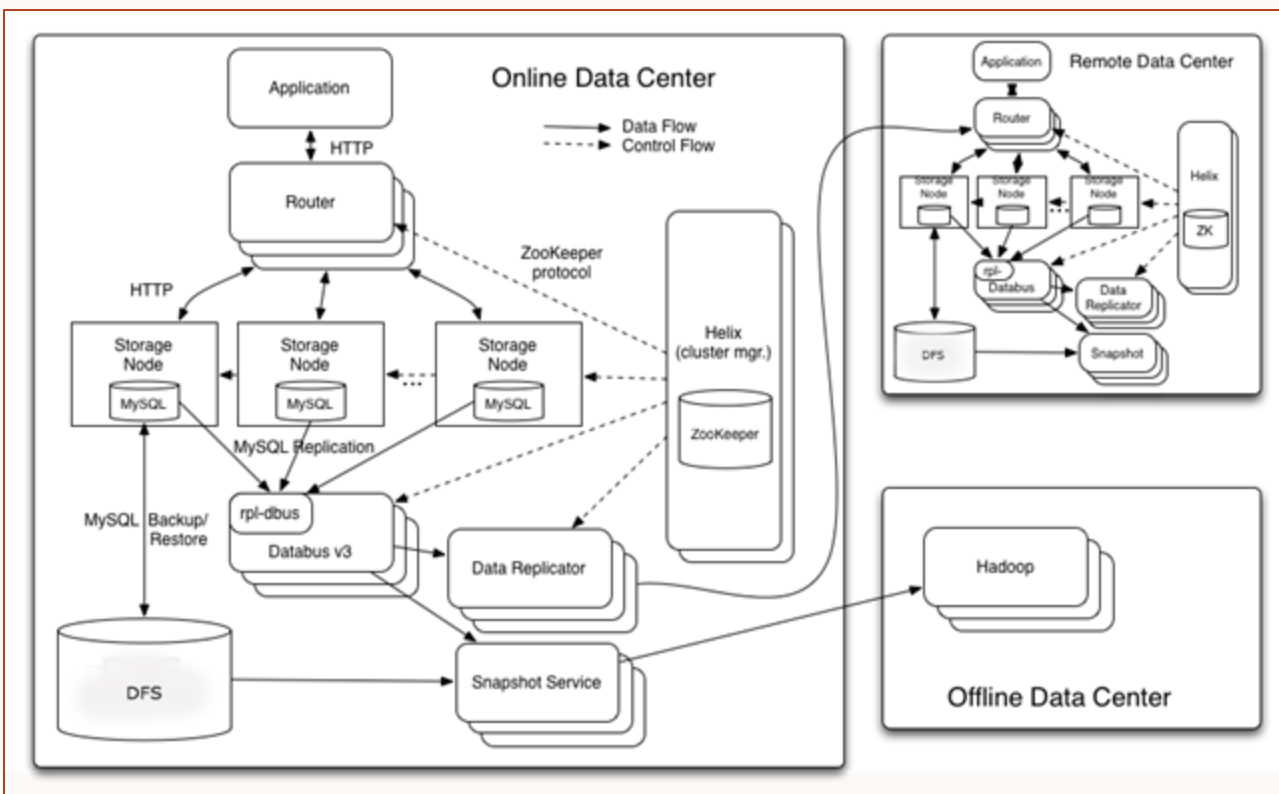 Online Data Center
Application
HTTP
Data Flow
Control Flow
Router
ZooKeeper
protocol
HTTP
Storage
Node
MySQL
Storage
Node
MySQL
...
Storage
Node
MySQL
Helix
(cluster mgr.)
ZooKeeper
MySQL Replication
MySQL Backup/
Restore
rpl-dbus
Databus v3
Data Replicator
DFS
Snapshot Service
Remote Data Center
Application
Router
Storage
Node
Storage
Node
...
Storage
Node
Helix
ZK
rpl-
Databus
Data
Replicator
DFS
Snapshot
Hadoop
Offline Data Center